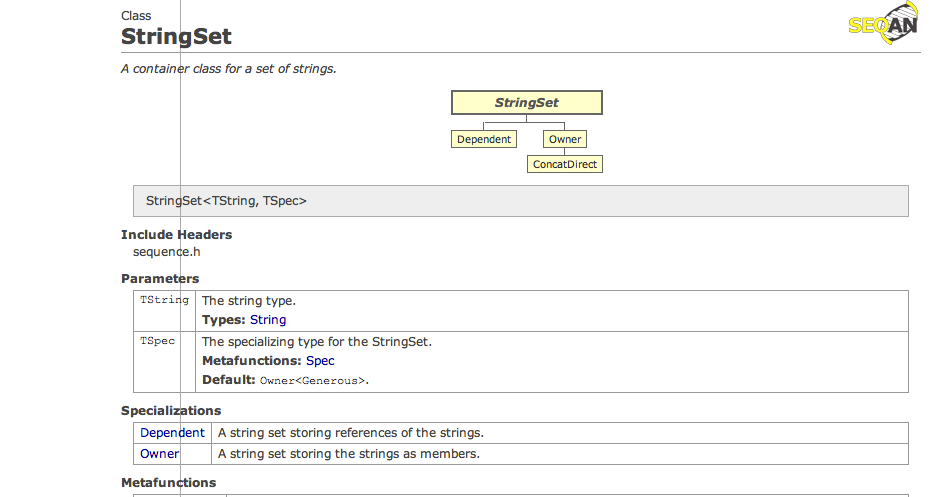 Class
StringSet
SEQAN
A container class for a set of strings.
StringSet
Dependent Owner
ConcatDirect
StringSet<TString, TSpec>
Include Headers
sequence.h
Parameters
TString The string type.
Types: String
TSpec The specializing type for the StringSet.
Metafunctions: Spec
Default: Owner<Generous>.
Specializations
Dependent A string set storing references of the strings.
Owner A string set storing the strings as members.
Metafunctions